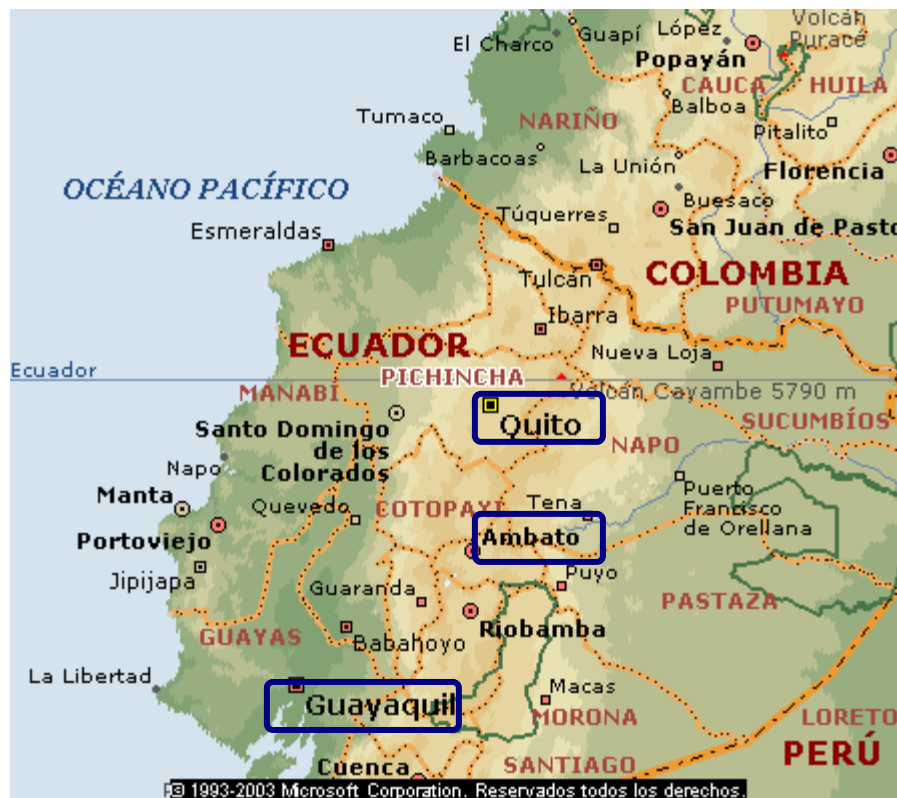 Volcán
Puracé
El Charco
Guapí
López
Popayán
CAUCA
HUILA
Balboa
Tumaco
NARIÑO
Pitalito
Barbacoas
La Unión
Florencia
OCÉANO PACÍFICO
Buesaco
Túquerres
San Juan de Pasto
Esmeraldas
Tulcán
COLOMBIA
PUTUMAYO
Ibarra
ECUADOR
Nueva Loja
Ecuador
PICHINCHA
Volcán Cayambe 5790 m
MANABÍ
SUCUMBÍOS
Quito
Santo Domingo
de los
Colorados
NAPO
Napo
Manta
Quevedo
COTOPAXI
Tena
Puerto
Francisco
de Orellana
Portoviejo
Ambato
Jipijapa
Puyo
Guaranda
PASTAZA
GUAYAS
Babahoyo
Riobamba
La Libertad
Macas
Guayaquil
MORONA
LORETO
PERÚ
Cuenca
SANTIAGO
© 1993-2003 Microsoft Corporation. Reservados todos los derechos.